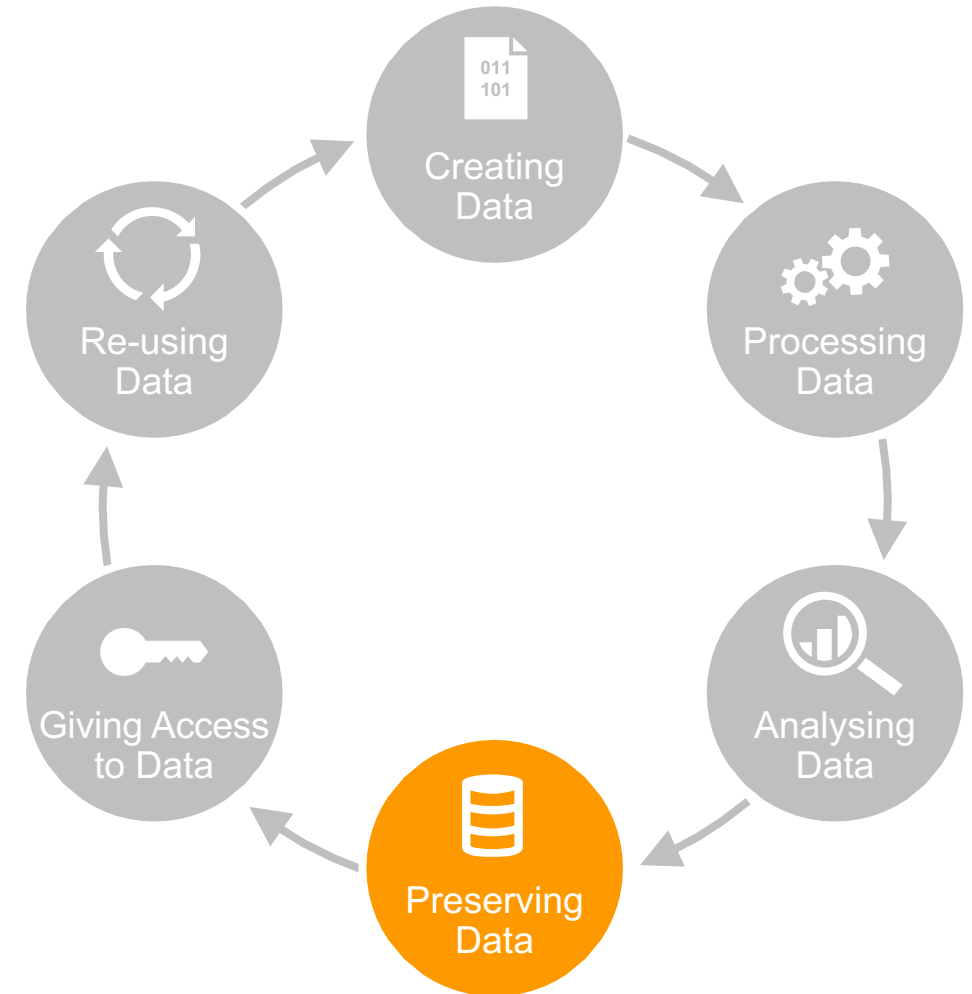 011
101
Creating
Data
Processing
Data
Analysing
Data
Preserving
Data
Giving Access
to Data
Re-using
Data